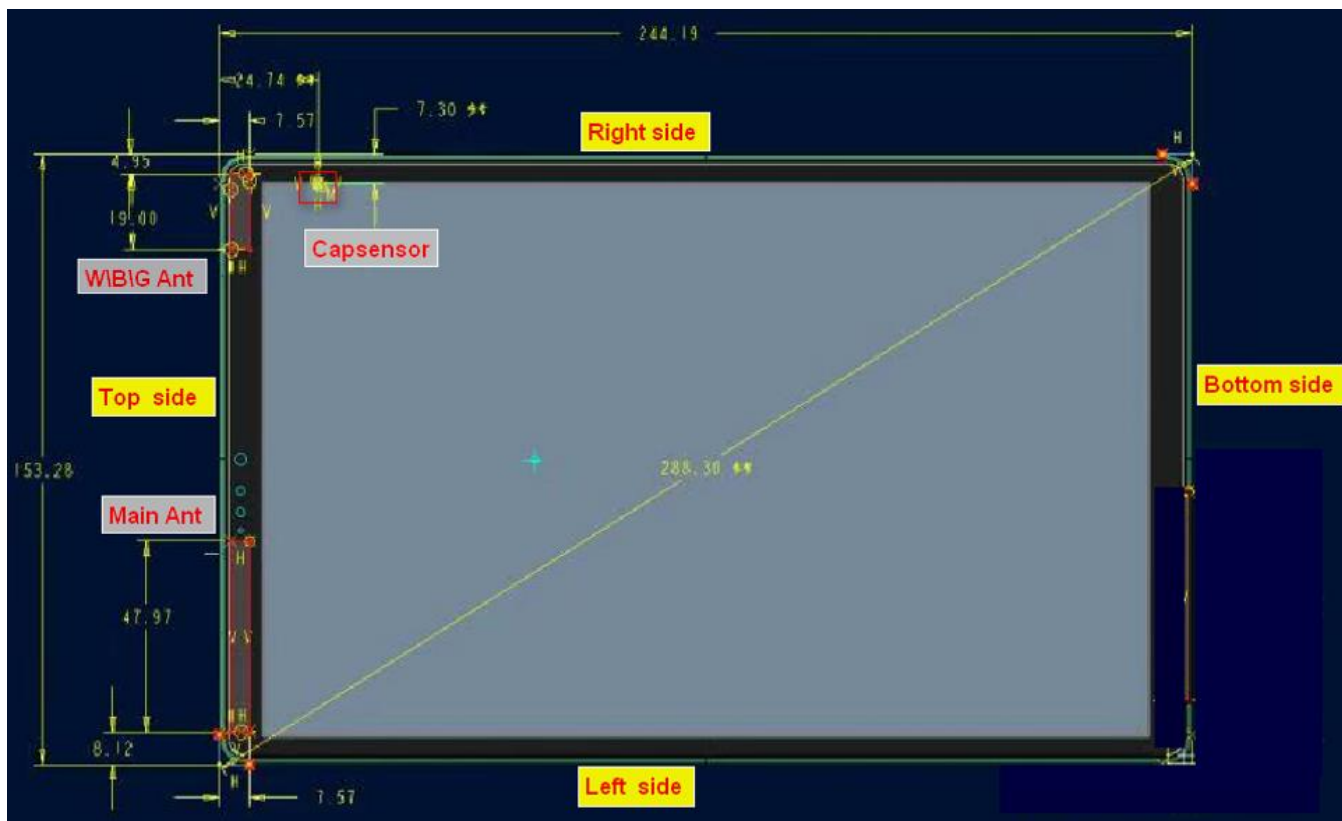 244.19
24.74 **
7.30 **
7.57
Right side
H
4.95
H
V
V
M
V
V
19.00
Capsensor
H
W\B\G Ant
Top side
Bottom side
153.28
288.30 **
Main Ant
H
47.97
V V
H
8.12
V
H
7.57
Left side